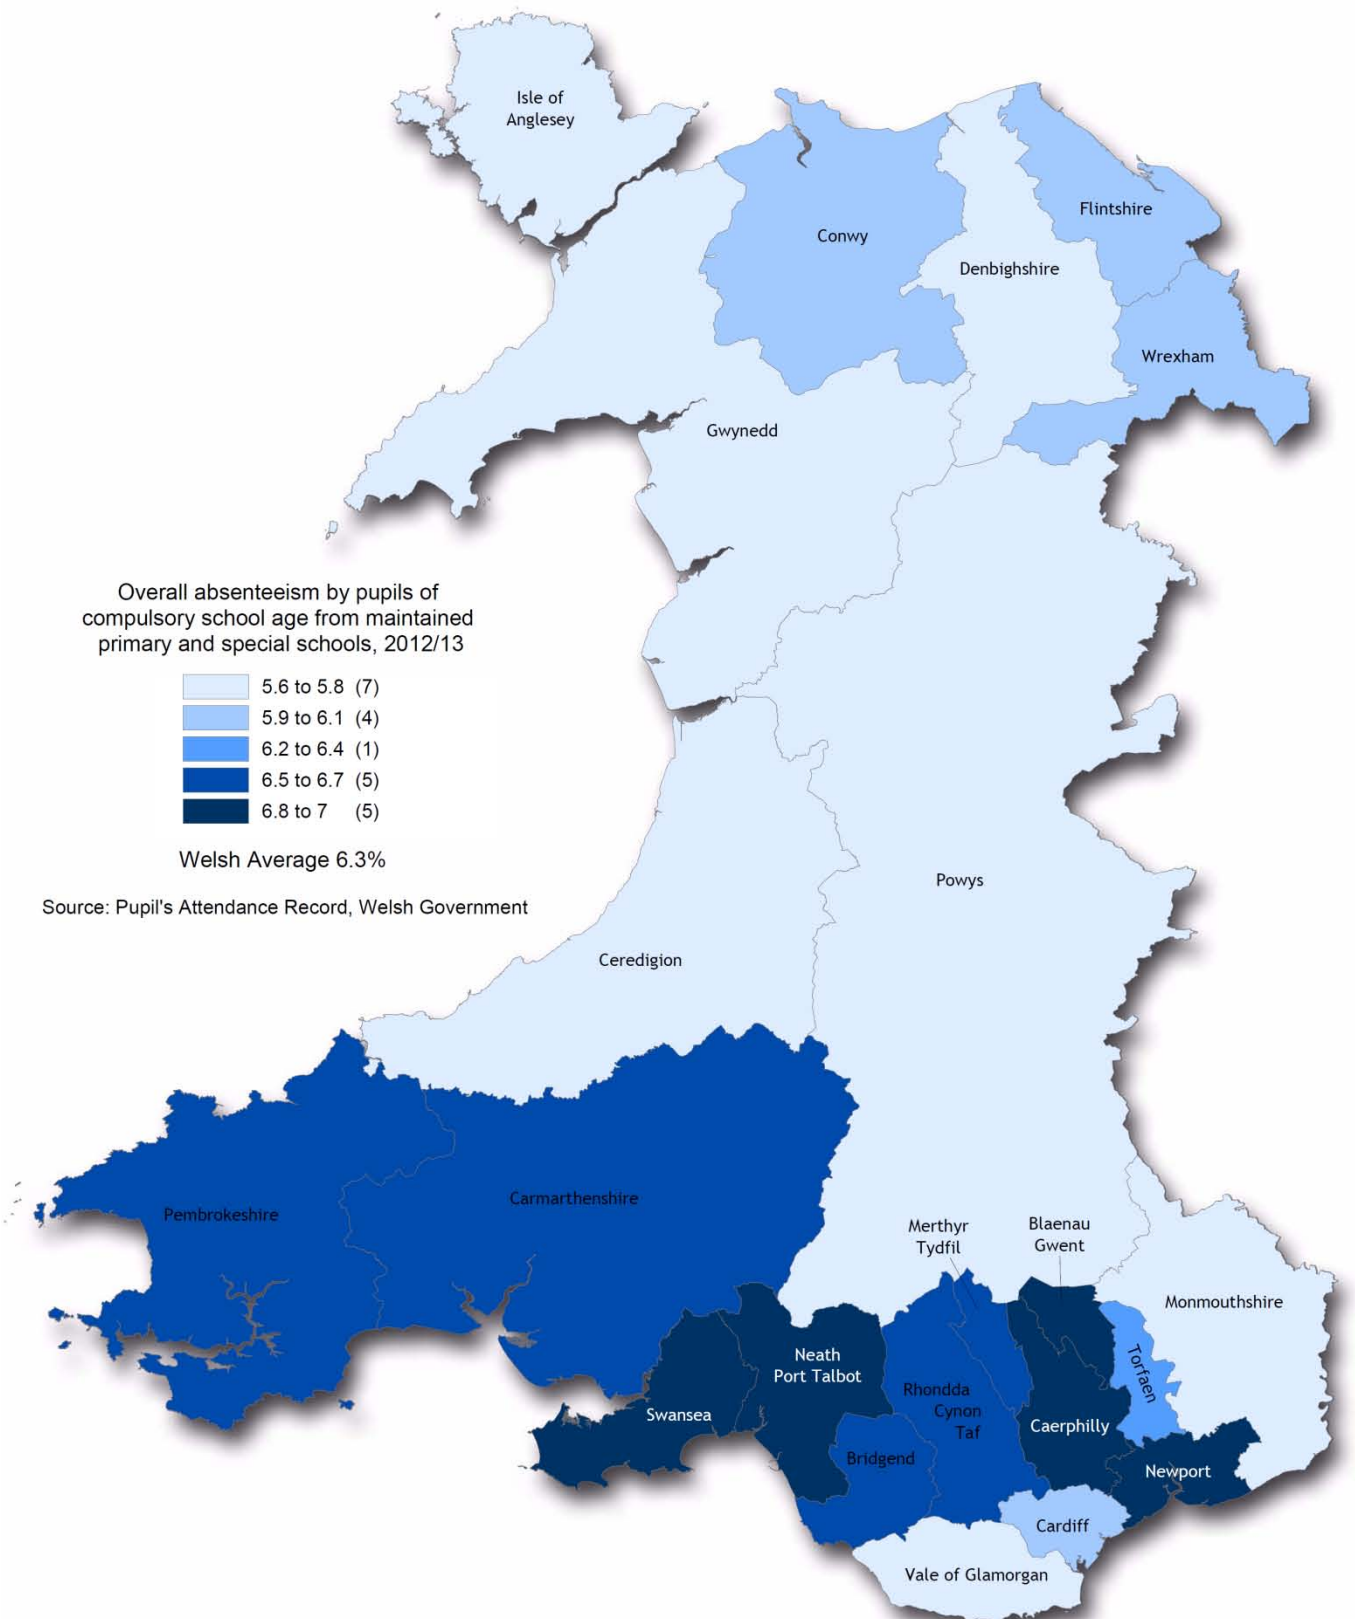 Isle of
Anglesey
Flintshire
Conwy
Denbighshire
Wrexham
Gwynedd
Overall absenteeism by pupils of
compulsory school age from maintained
primary and special schools, 2012/13
5.6 to 5.8 (7)
5.9 to 6.1 (4)
6.2 to 6.4 (1)
6.5 to 6.7 (5)
6.8 to 7 (5)
Welsh Average 6.3%
Source: Pupil's Attendance Record, Welsh Government
Powys
Ceredigion
Carmarthenshire
Pembrokeshire
Merthyr
Tydfil
Blaenau
Gwent
Monmouthshire
Neath
Port Talbot
Torfaen
Rhondda
Cynon
Taf
Swansea
Caerphilly
Bridgend
Newport
Cardiff
Vale of Glamorgan